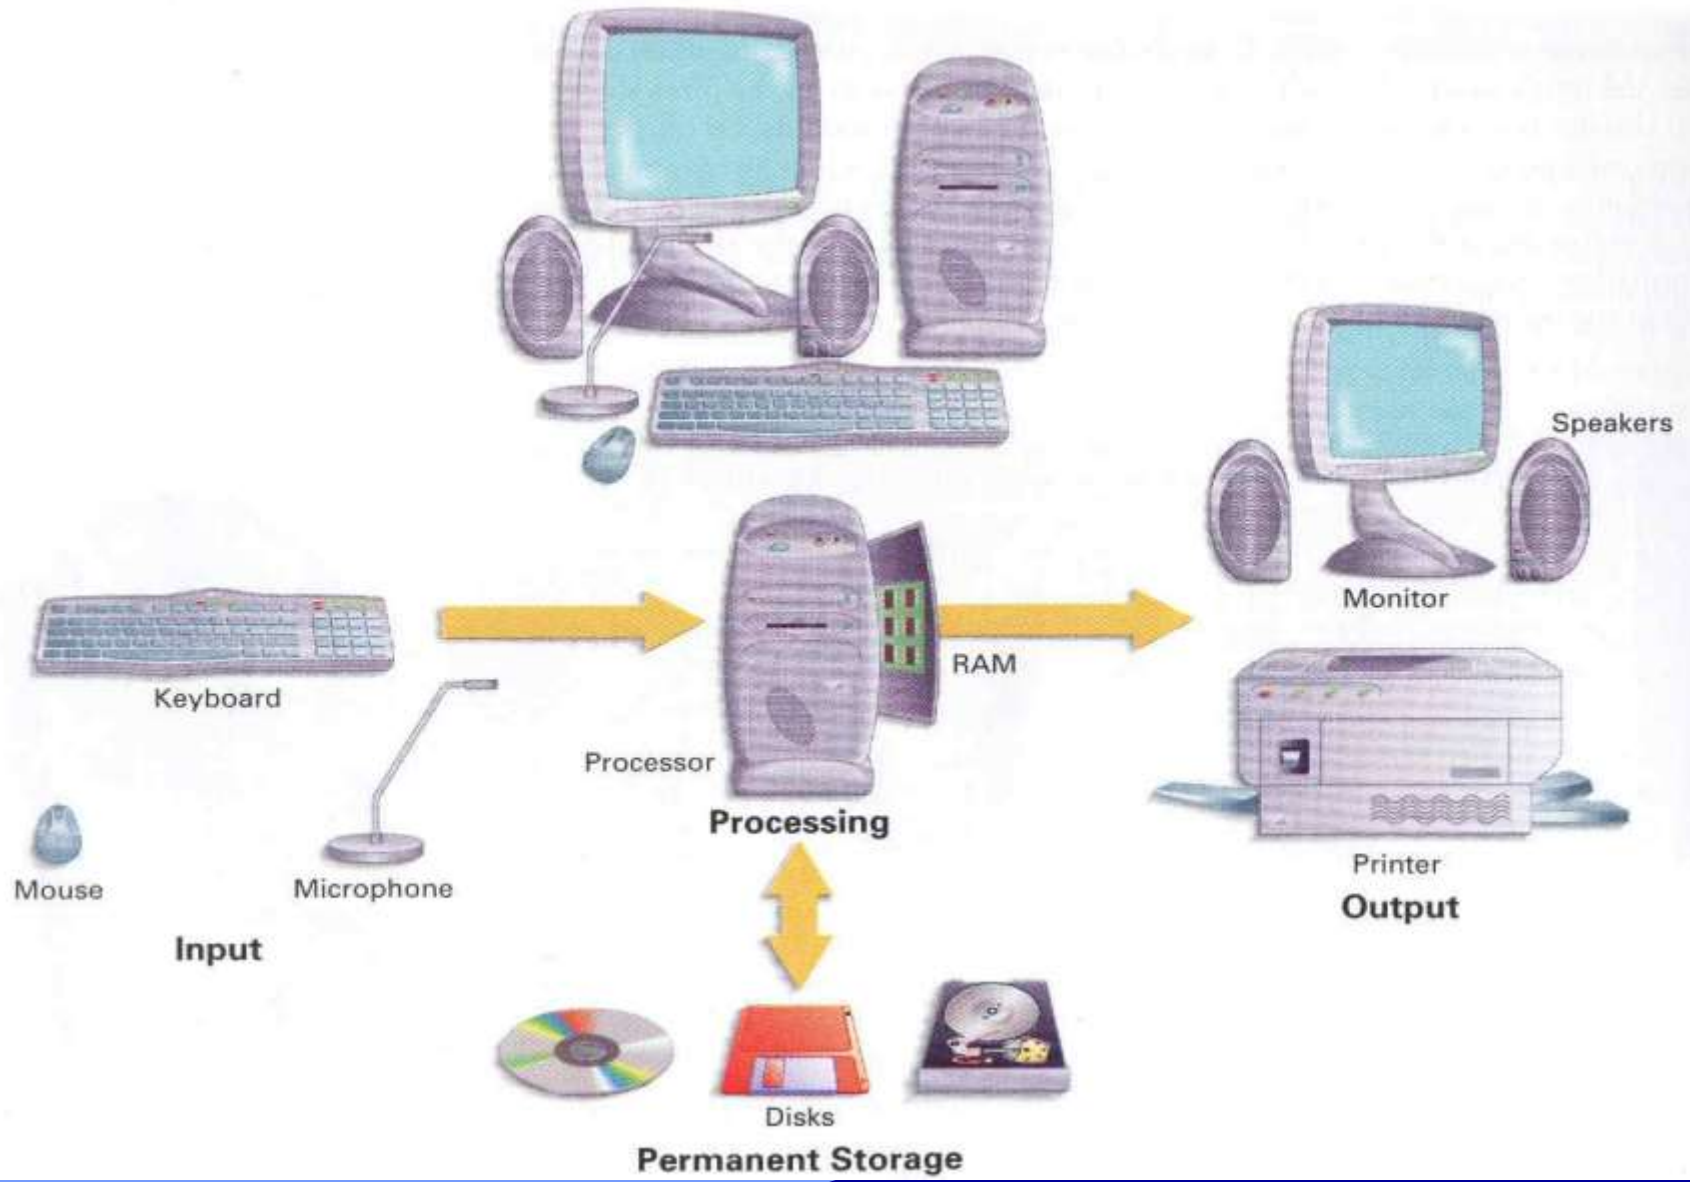 Speakers
Monitor
Keyboard
RAM
Processor
Processing
Mouse
Microphone
Input
Printer
Output
Disks
Permanent Storage